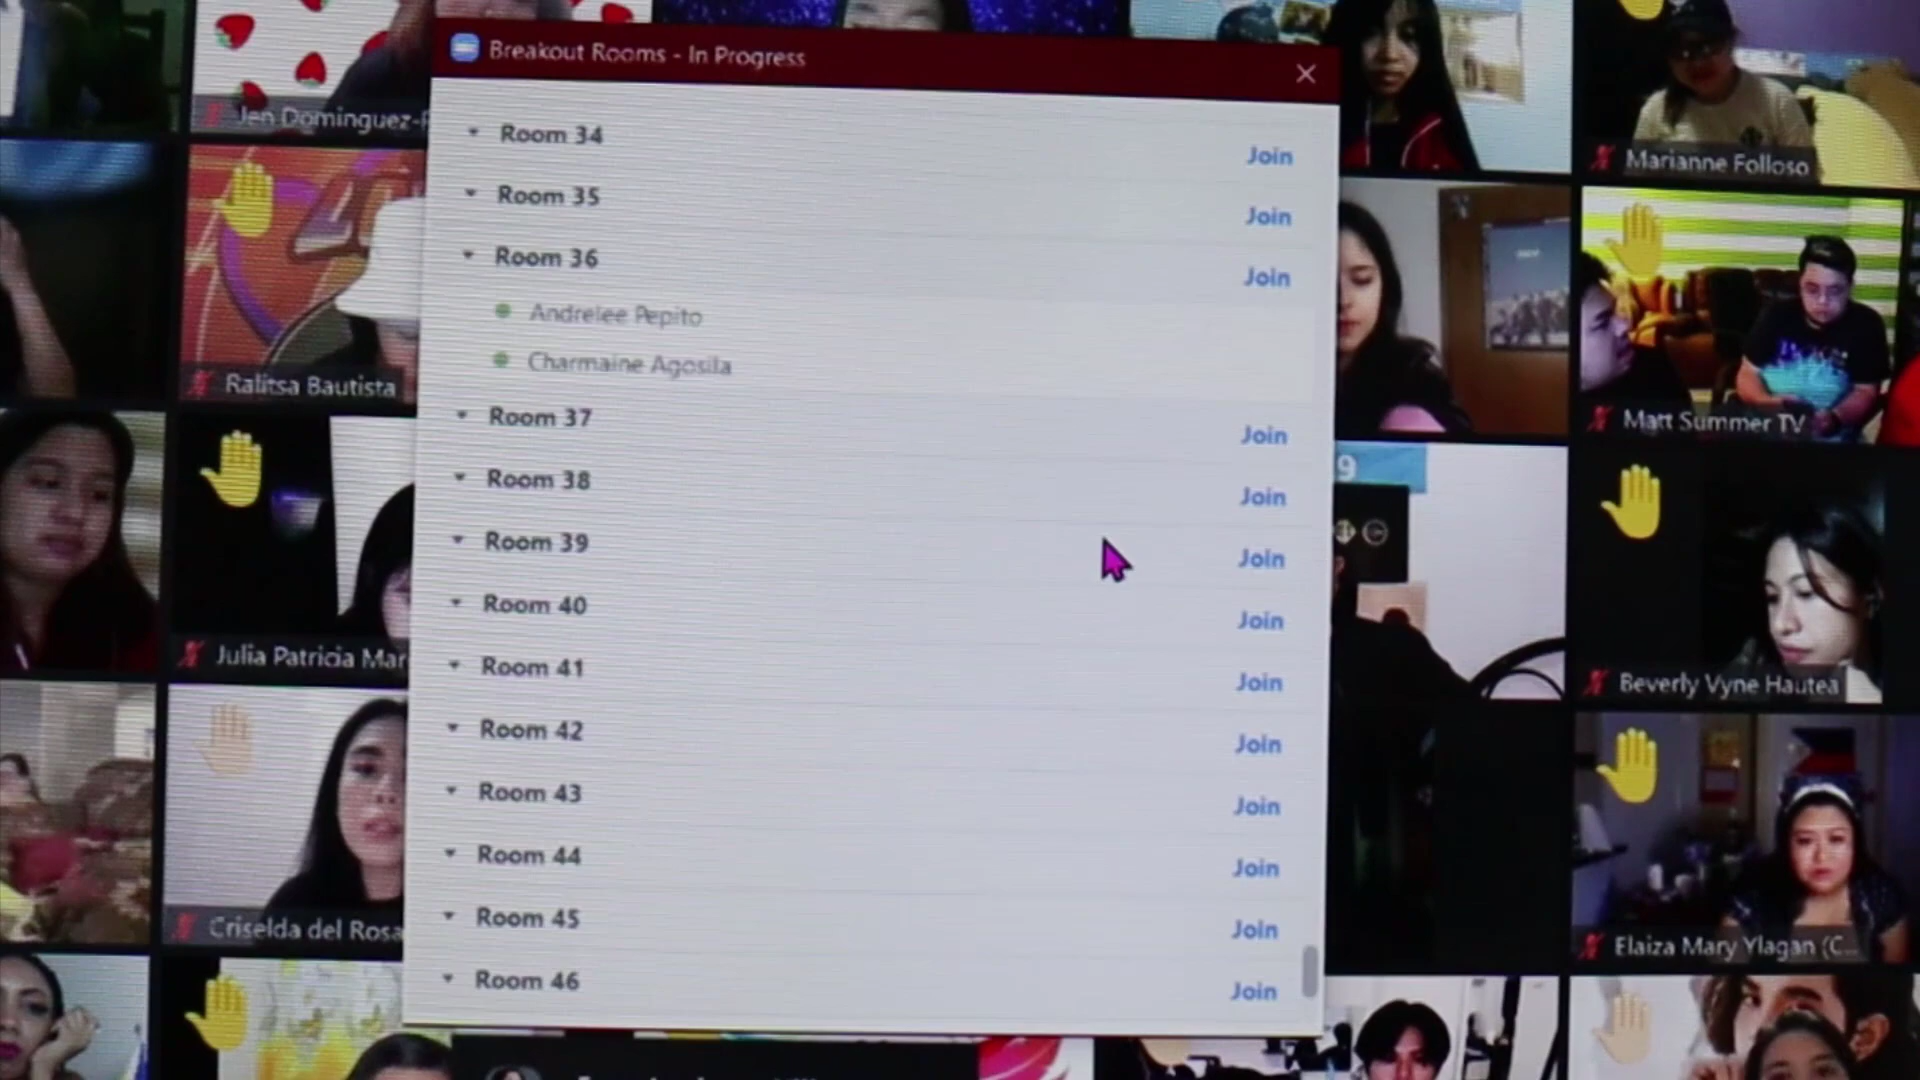 Breakout Rooms - In Progress
Jen Dominguez-
Room 34
Join
Marianne Folloso
Room 35
Join
Room 36
Join
Andrelee Pepito
Charmaine Agosila
Ralitsa Bautista
Room 37
Join
Matt Summer TV
Room 38
Join
9
Room 39
Join
Room 40
Join
Julia Patricia Mar
Room 41
Join
Beverly Vyne Hautea
Room 42
Join
Room 43
Join
Room 44
Join
Criselda del Rosa
Room 45
Join
Elaiza Mary Ylagan (C...
Room 46
Join